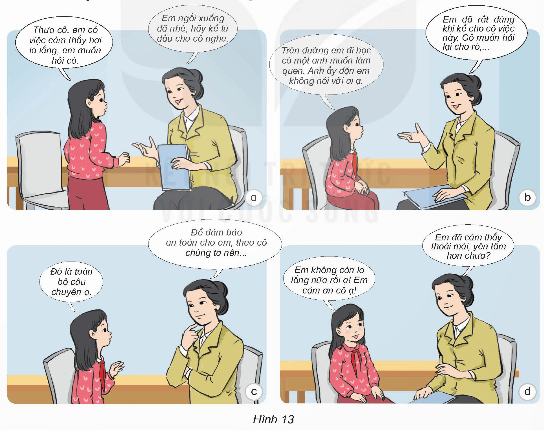 Thưa cô, em có
việc cảm thấy hơi
lo lắng, em muốn
hỏi cô.
Em ngồi xuống
đã nhé, hãy kể từ
đầu cho cô nghe.
a
Trên đường em đi học
có một anh muốn làm
quen. Anh ấy dặn em
không nói với ai ạ.
Em đã rất đúng
khi kể cho cô việc
này. Cô muốn hỏi
lại cho rõ,...
b
Đó là toàn
bộ câu
chuyện ạ.
Để đảm bảo
an toàn cho em, theo cô
chúng ta nên...
c
Em không còn lo
lắng nữa rồi ạ! Em
cảm ơn cô ạ!
Em đã cảm thấy
thoải mái, yên tâm
hơn chưa?
d
Hình 13